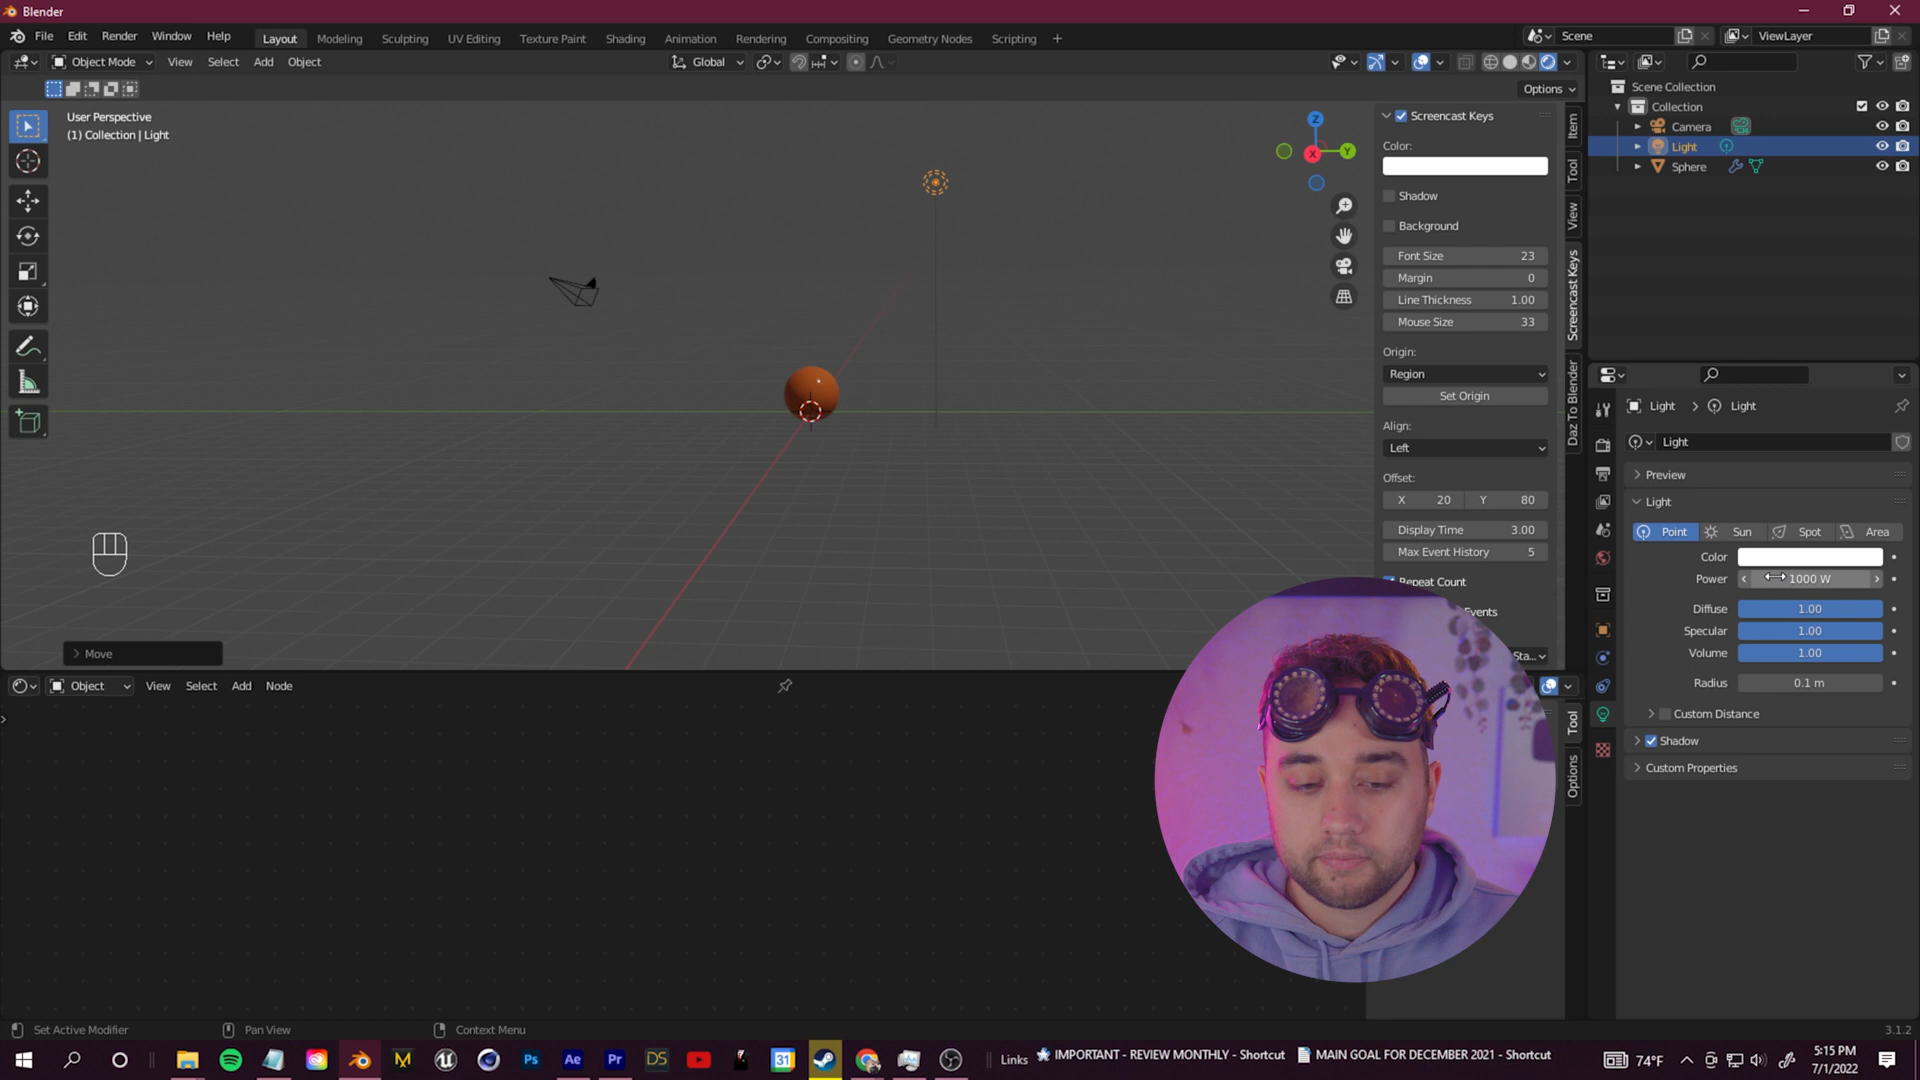 Blender
File Edit Render Window Help
Layout Modeling Sculpting UV Editing Texture Paint Shading Animation Rendering Compositing Geometry Nodes Scripting +
Scene ViewLayer
Object Mode View Select Add Object
Global
Options
User Perspective
(1) Collection | Light
Z
Y
X
Screencast Keys
Color:
Shadow
Background
Font Size 23
Margin 0
Line Thickness 1.00
Mouse Size 33
Origin:
Region
Set Origin
Align:
Left
Offset:
X 20 Y 80
Display Time 3.00
Max Event History 5
Repeat Count
Events
Sta...
Item
Tool
View
Screencast Keys
Daz To Blender
Scene Collection
Collection
Camera
Light
Sphere
Light > Light
Light
Preview
Light
Point Sun Spot Area
Color
Power 1000 W
Diffuse 1.00
Specular 1.00
Volume 1.00
Radius 0.1 m
Custom Distance
Shadow
Custom Properties
> Move
Object View Select Add Node
Tool
Options
Set Active Modifier Pan View Context Menu
3.1.2
Ps Ae Pr DS 31
Links IMPORTANT - REVIEW MONTHLY - Shortcut MAIN GOAL FOR DECEMBER 2021 - Shortcut
74°F
5:15 PM
7/1/2022